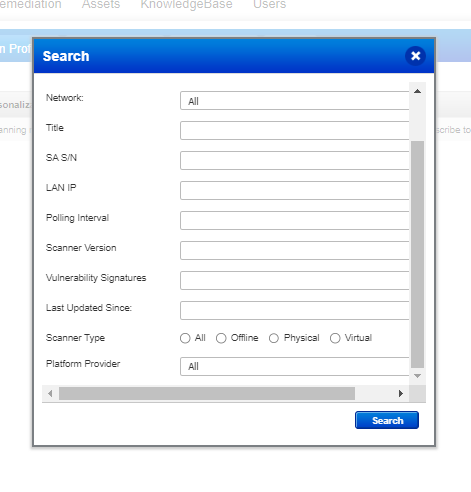 emediation Assets KnowledgeBase Users
n Prof
Search
sonaliz
anning
scribe to
Network: All
Title
SA S/N
LAN IP
Polling Interval
Scanner Version
Vulnerability Signatures
Last Updated Since:
Scanner Type All Offline Physical Virtual
Platform Provider All
Search